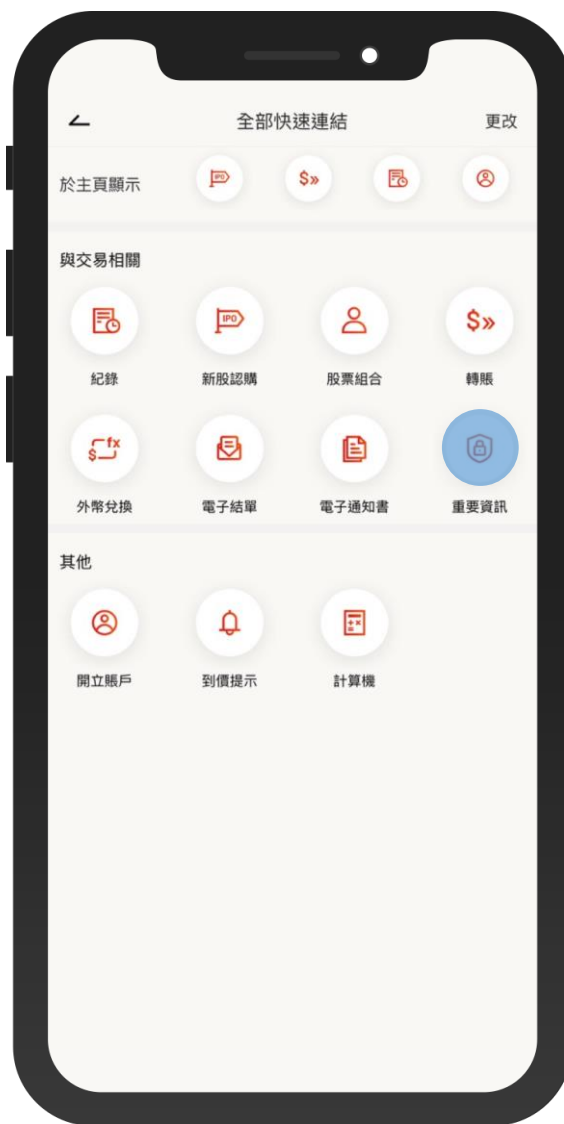 全部快速連結 更改
於主頁顯示 IPO $»
與交易相關
IPO $»
紀錄 新股認購 股票組合 轉賬
$ fx
外幣兌換 電子結單 電子通知書 重要資訊
其他
開立賬戶 到價提示 計算機